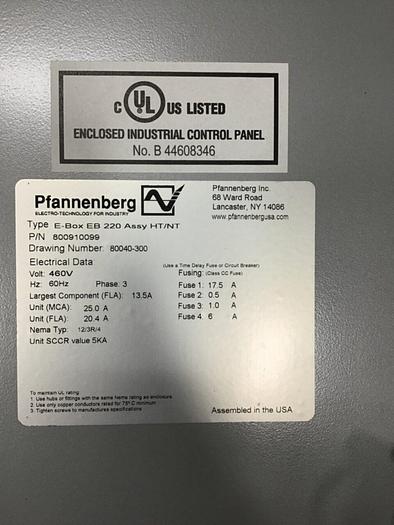 C UL US LISTED
ENCLOSED INDUSTRIAL CONTROL PANEL
No. B 44608346
Pfannenberg
ELECTRO-TECHNOLOGY FOR INDUSTRY
Pfannenberg Inc.
68 Ward Road
Lancaster, NY 14086
www.pfannenbergusa.com
Type E-Box EB 220 Assy HT/NT
P/N 800910099
Drawing Number: 80040-300
Electrical Data:
Volt: 460V
Hz: 60Hz Phase: 3
Largest Component (FLA): 13.5A
Unit (MCA): 25.0 A
Unit (FLA): 20.4 A
Nema Typ: 12/3R/4
Unit SCCR value 5KA
(Use a Time Delay Fuse or Circuit Breaker)
Fusing: (Class CC Fuse)
Fuse 1: 17.5 A
Fuse 2: 0.5 A
Fuse 3: 1.0 A
Fuse 4: 6 A
To maintain UL rating:
1. Use hubs or fittings with the same Nema rating as enclosure
2. Use only copper conductors rated for 75° C minimum
3. Tighten screws to manufactures specifications
Assembled in the USA